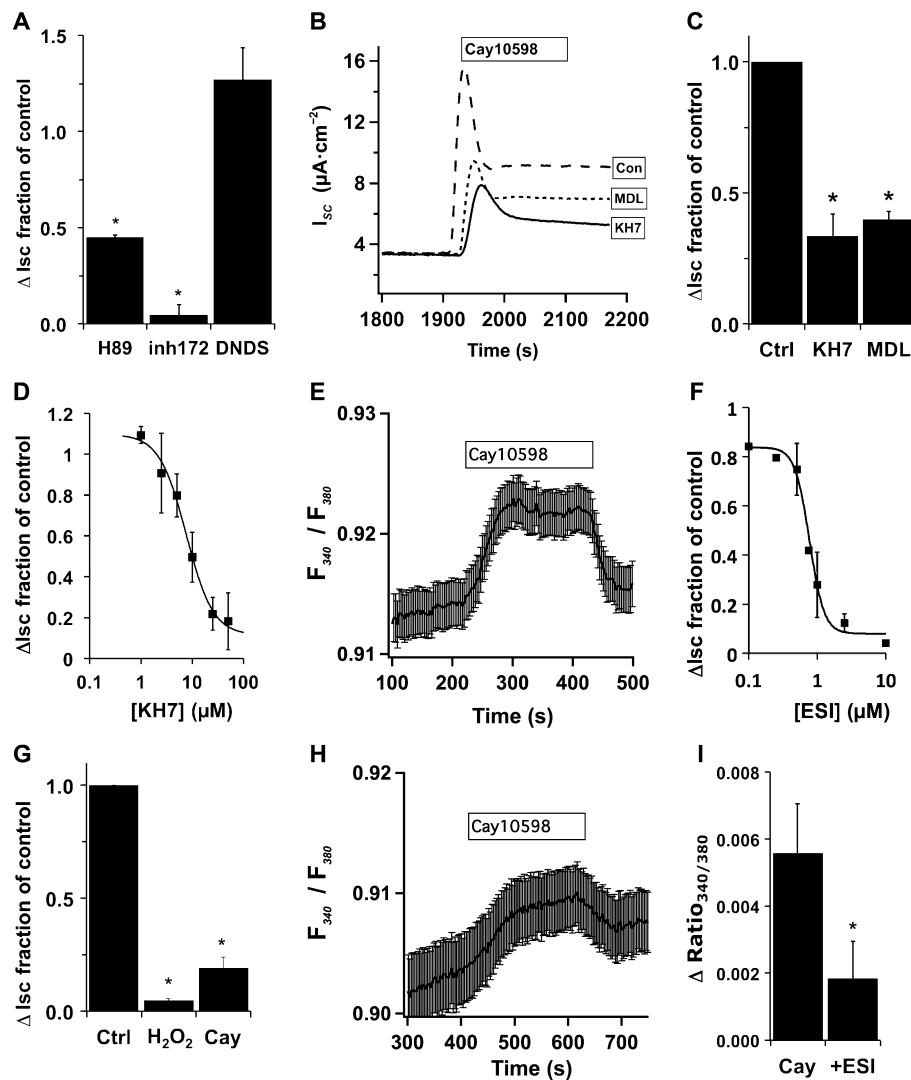 A
Δ Isc fraction of control
1.5
1.0
0.5
0.0
*
*
H89 inh172 DNDS
B
I_SC (µA·cm⁻²)
16
12
8
4
Cay10598
Con
MDL
KH7
1800 1900 2000 2100 2200
Time (s)
C
ΔIsc fraction of control
1.0
0.5
0.0
* *
Ctrl KH7 MDL
D
ΔIsc fraction of control
1.2
1
0.8
0.6
0.4
0.2
0
0.1 1 10 100
[KH7] (µM)
E
F340 / F380
0.93
0.92
0.91
Cay10598
100 200 300 400 500
Time (s)
F
ΔIsc fraction of control
1
0.8
0.6
0.4
0.2
0
0.1 1 10
[ESI] (µM)
G
Δ Isc fraction of control
1.0
0.5
0.0
*
*
Ctrl H₂O₂ Cay
H
F340 / F380
0.92
0.91
0.90
Cay10598
300 400 500 600 700
Time (s)
I
Δ Ratio340/380
0.008
0.006
0.004
0.002
0.000
*
Cay +ESI